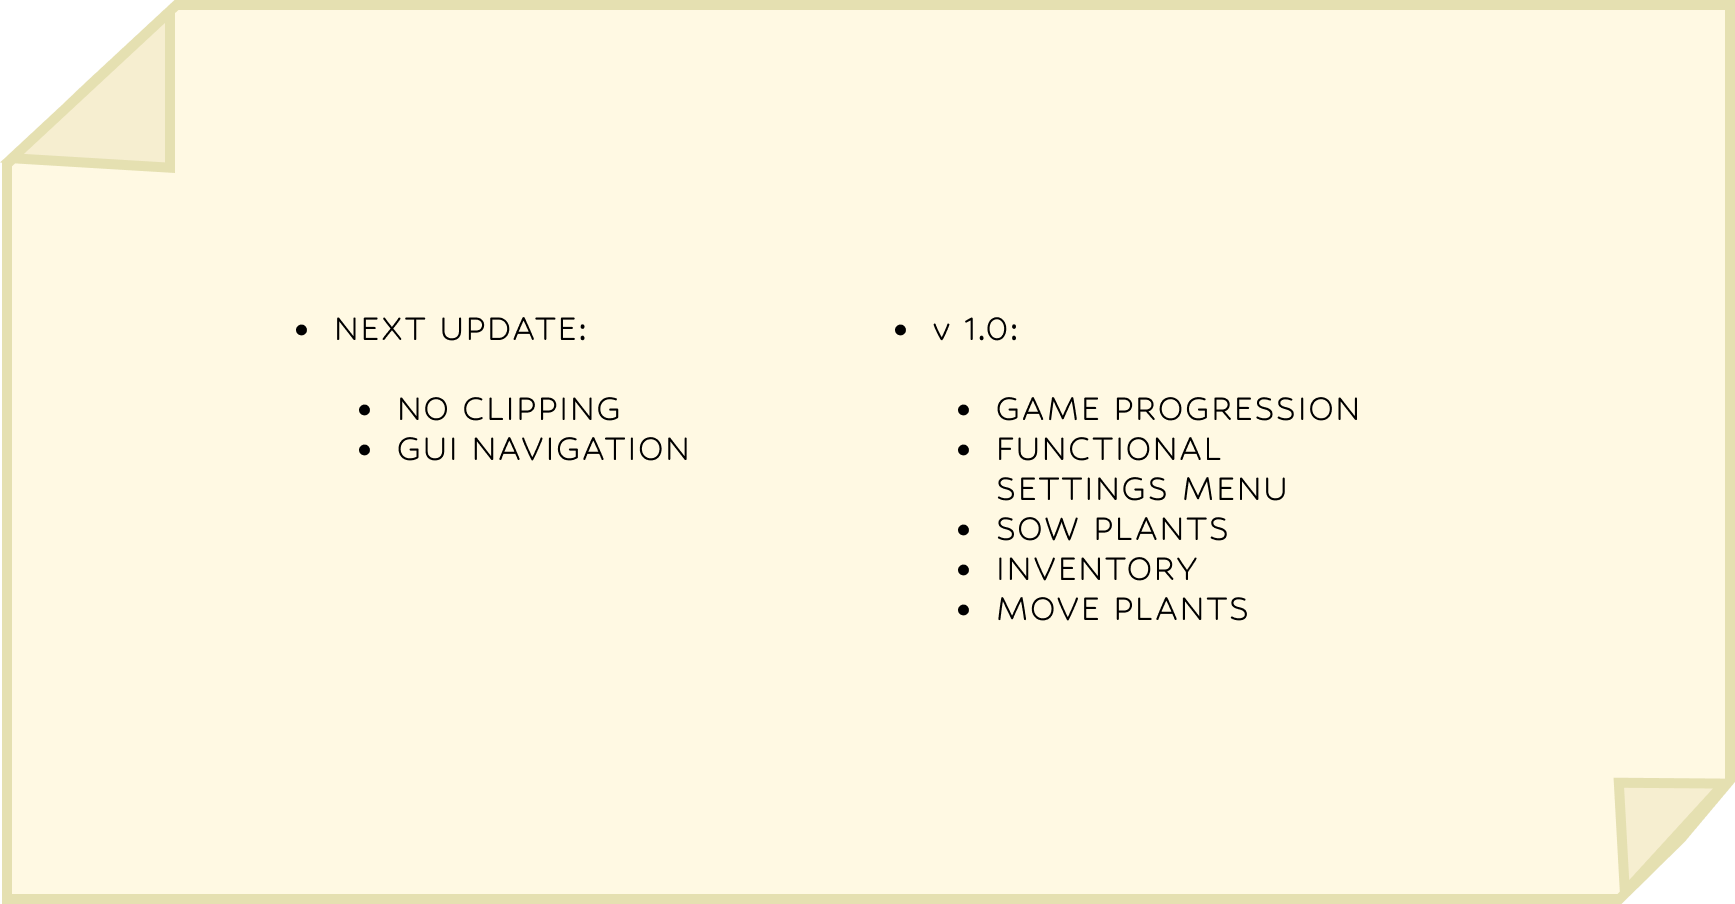 • NEXT UPDATE:
• NO CLIPPING
• GUI NAVIGATION
• v 1.0:
• GAME PROGRESSION
• FUNCTIONAL
SETTINGS MENU
• SOW PLANTS
• INVENTORY
• MOVE PLANTS